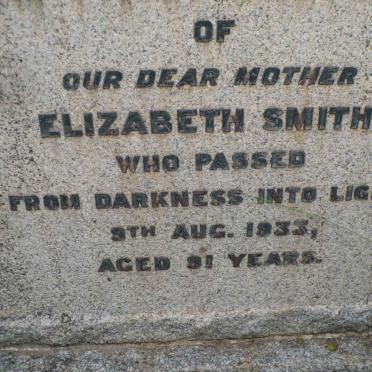 OF
OUR DEAR MOTHER
ELIZABETH SMITH
WHO PASSED
FROM DARKNESS INTO LIG
9TH AUG. 1933,
AGED 91 YEARS.